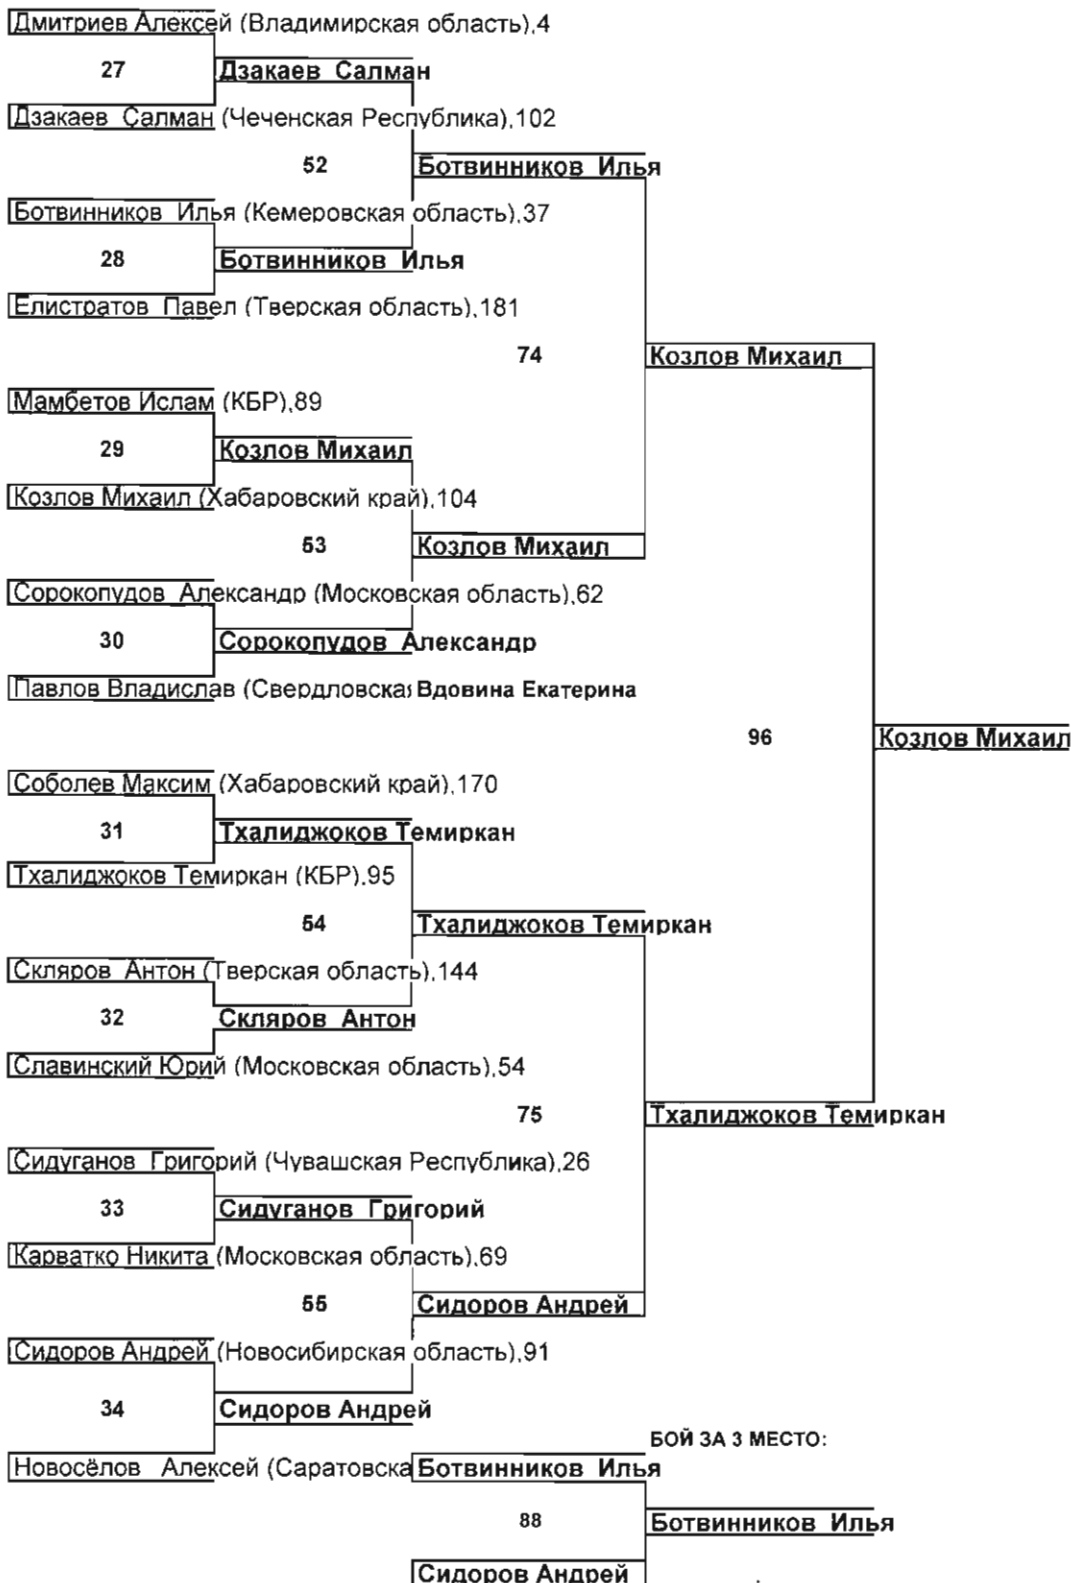 Дмитриев Алексей (Владимирская область),4
27 Дзакаев Салман
Дзакаев Салман (Чеченская Республика),102
52 Ботвинников Илья
Ботвинников Илья (Кемеровская область),37
28 Ботвинников Илья
Елистратов Павел (Тверская область),181
74 Козлов Михаил
Мамбетов Ислам (КБР),89
29 Козлов Михаил
Козлов Михаил (Хабаровский край),104
53 Козлов Михаил
Сорокопудов Александр (Московская область),62
30 Сорокопудов Александр
Павлов Владислав (Свердловская Вдовина Екатерина
96 Козлов Михаил
Соболев Максим (Хабаровский край),170
31 Тхалиджоков Темиркан
Тхалиджоков Темиркан (КБР),95
54 Тхалиджоков Темиркан
Скляров Антон (Тверская область),144
32 Скляров Антон
Славинский Юрий (Московская область),54
75 Тхалиджоков Темиркан
Сидуганов Григорий (Чувашская Республика),26
33 Сидуганов Григорий
Карватко Никита (Московская область),69
55 Сидоров Андрей
Сидоров Андрей (Новосибирская область),91
34 Сидоров Андрей
БОЙ ЗА 3 МЕСТО:
Новосёлов Алексей (Саратовска Ботвинников Илья
88 Ботвинников Илья
Сидоров Андрей